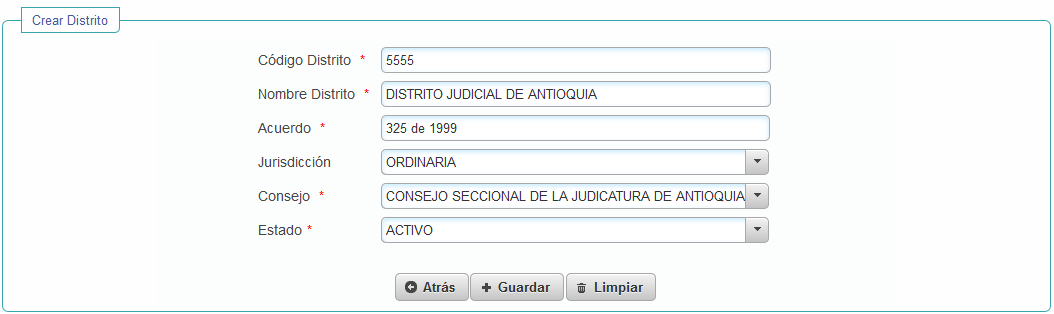 Crear Distrito
Código Distrito * 5555
Nombre Distrito * DISTRITO JUDICIAL DE ANTIOQUIA
Acuerdo * 325 de 1999
Jurisdicción ORDINARIA
Consejo * CONSEJO SECCIONAL DE LA JUDICATURA DE ANTIOQUIA
Estado * ACTIVO
Atrás Guardar Limpiar